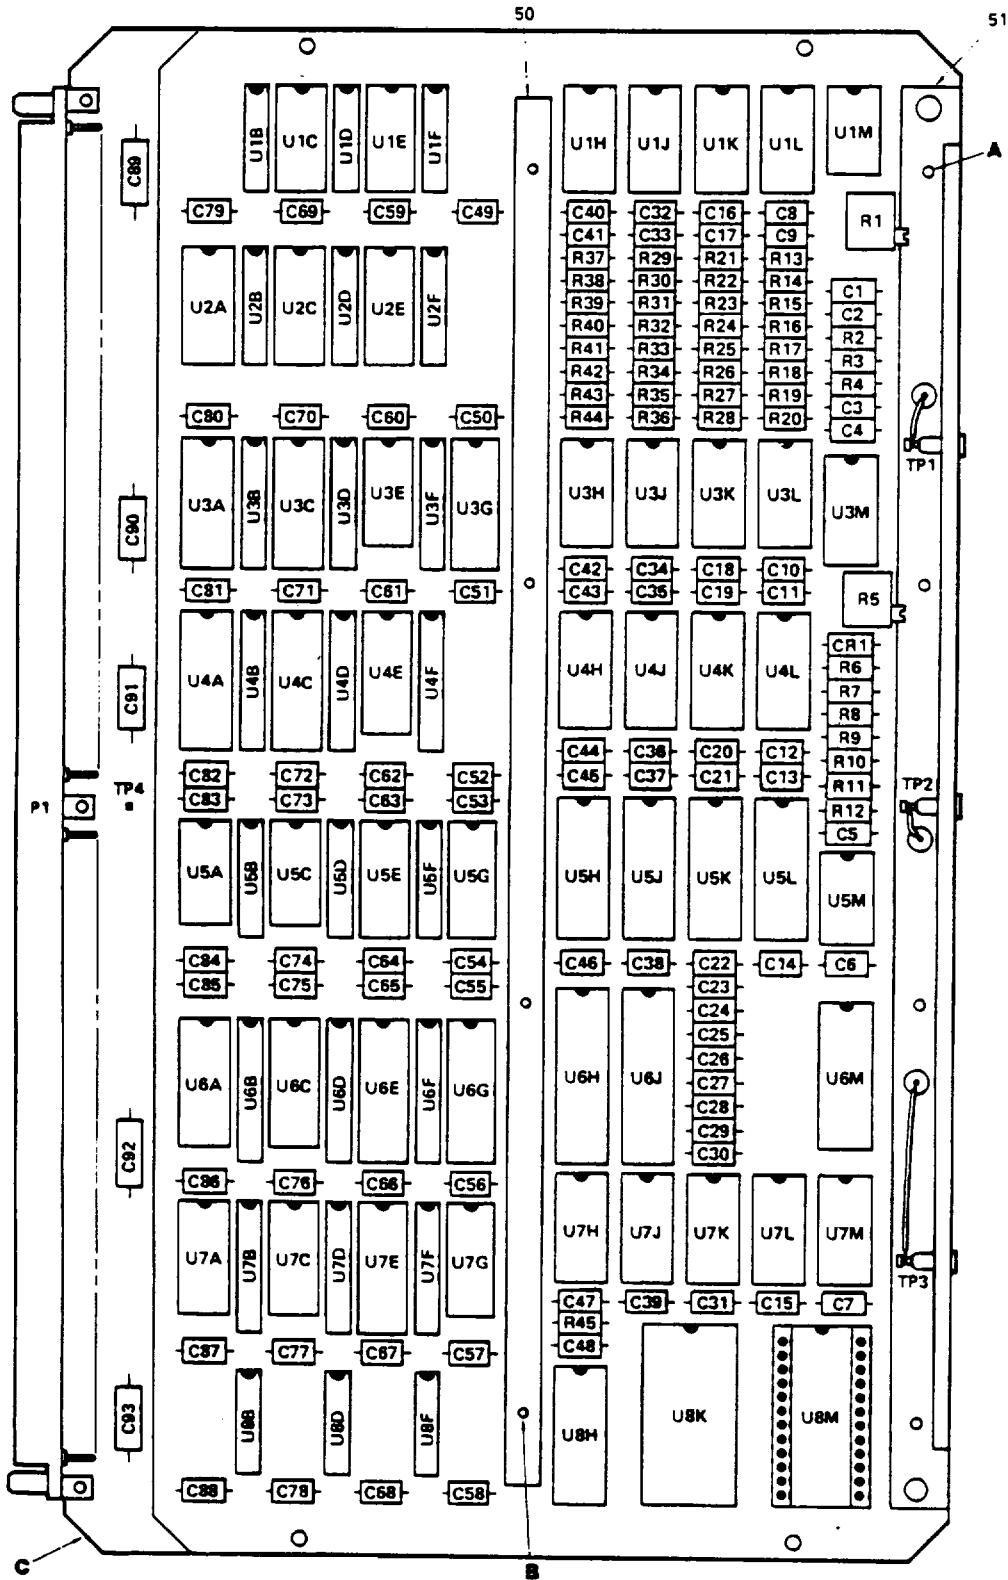 50
51
U1B U1C U1D U1E U1F U1H U1J U1K U1L U1M
A
C89
C79 C69 C59 C49 C40 C32 C16 C8 R1
C41 C33 C17 C9
R37 R29 R21 R13
U2A U2B U2C U2D U2E U2F R38 R30 R22 R14 C1
R39 R31 R23 R15 C2
R40 R32 R24 R16 R2
R41 R33 R25 R17 R3
R42 R34 R26 R18 R4
R43 R35 R27 R19 C3
C80 C70 C60 C50 R44 R36 R28 R20 C4
TP1
U3A U3B U3C U3D U3E U3F U3G U3H U3J U3K U3L U3M
C90
C42 C34 C18 C10
C81 C71 C61 C51 C43 C35 C19 C11 R5
CR1
U4A U4B U4C U4D U4E U4F U4H U4J U4K U4L R6
C91 R7
R8
R9
C44 C36 C20 C12 R10
C82 C72 C62 C52 C45 C37 C21 C13 R11
P1 TP4 C83 C73 C63 C53 R12 TP2
C5
U5A U5B U5C U5D U5E U5F U5G U5H U5J U5K U5L U5M
C84 C74 C64 C54 C46 C38 C22 C14 C6
C85 C75 C65 C55 C23
C24
C25
C26
U6A U6B U6C U6D U6E U6F U6G U6H U6J C27 U6M
C28
C29
C92 C30
C86 C76 C66 C56
U7A U7B U7C U7D U7E U7F U7G U7H U7J U7K U7L U7M
TP3
C47 C39 C31 C15 C7
R45
C87 C77 C67 C57 C48
C93
U8B U8D U8F U8H U8K U8M
C88 C78 C68 C58
C
B